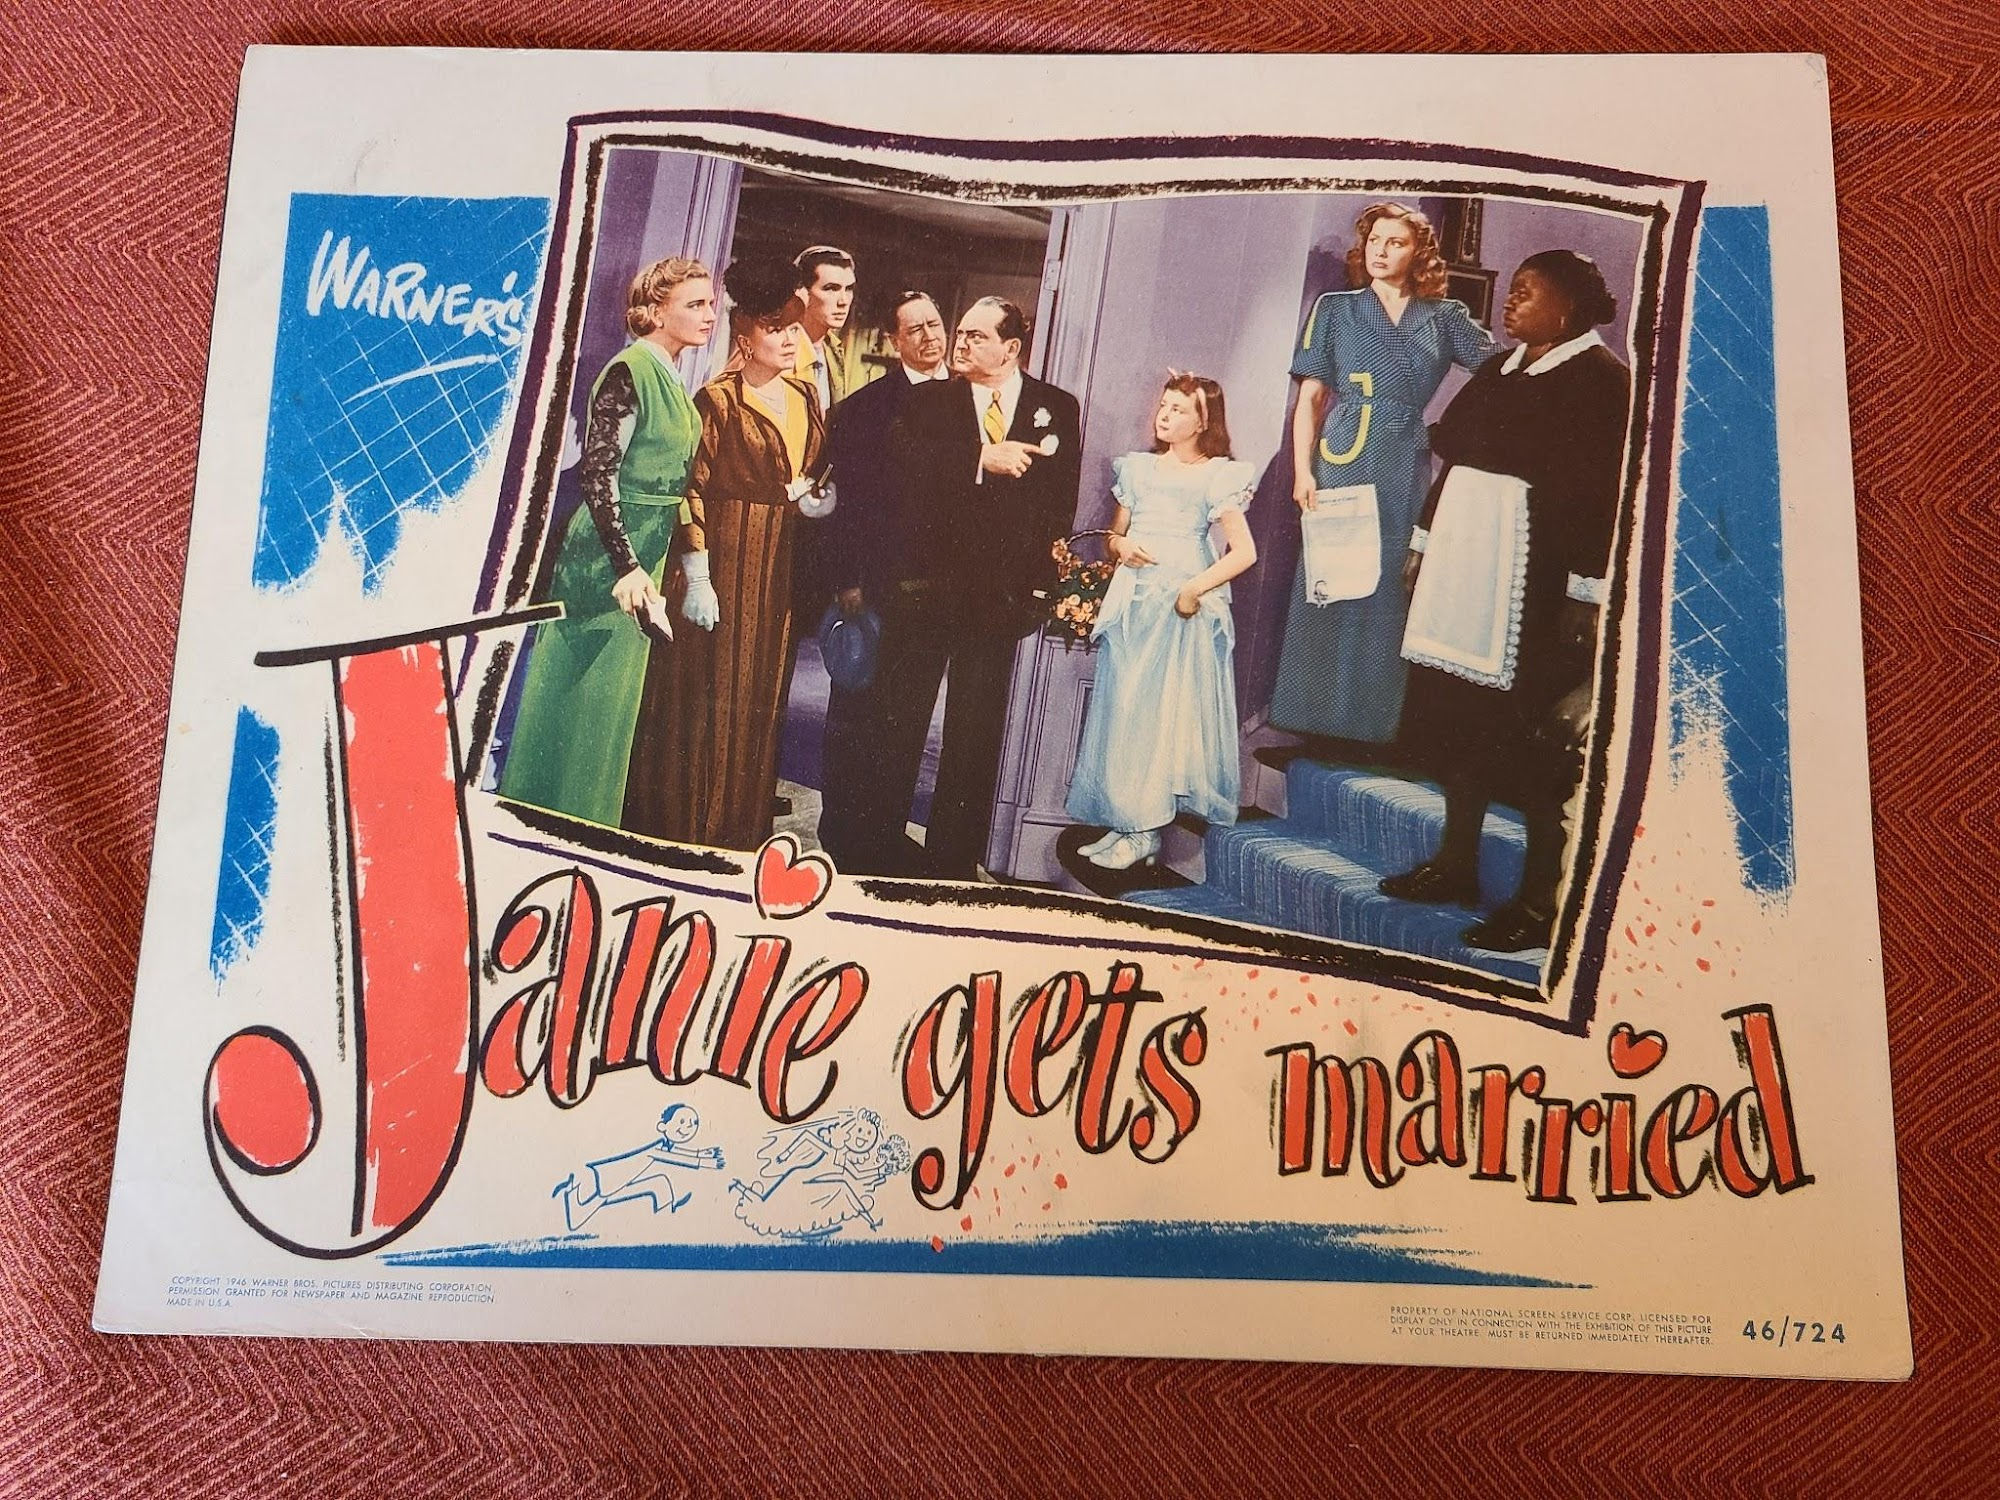 WARNER'S
J
Janie gets married
COPYRIGHT 1946 WARNER BROS. PICTURES DISTRIBUTING CORPORATION
PERMISSION GRANTED FOR NEWSPAPER AND MAGAZINE REPRODUCTION
MADE IN U.S.A.
PROPERTY OF NATIONAL SCREEN SERVICE CORP. LICENSED FOR
DISPLAY ONLY IN CONNECTION WITH THE EXHIBITION OF THIS PICTURE
AT YOUR THEATRE. MUST BE RETURNED IMMEDIATELY THEREAFTER.
46/724